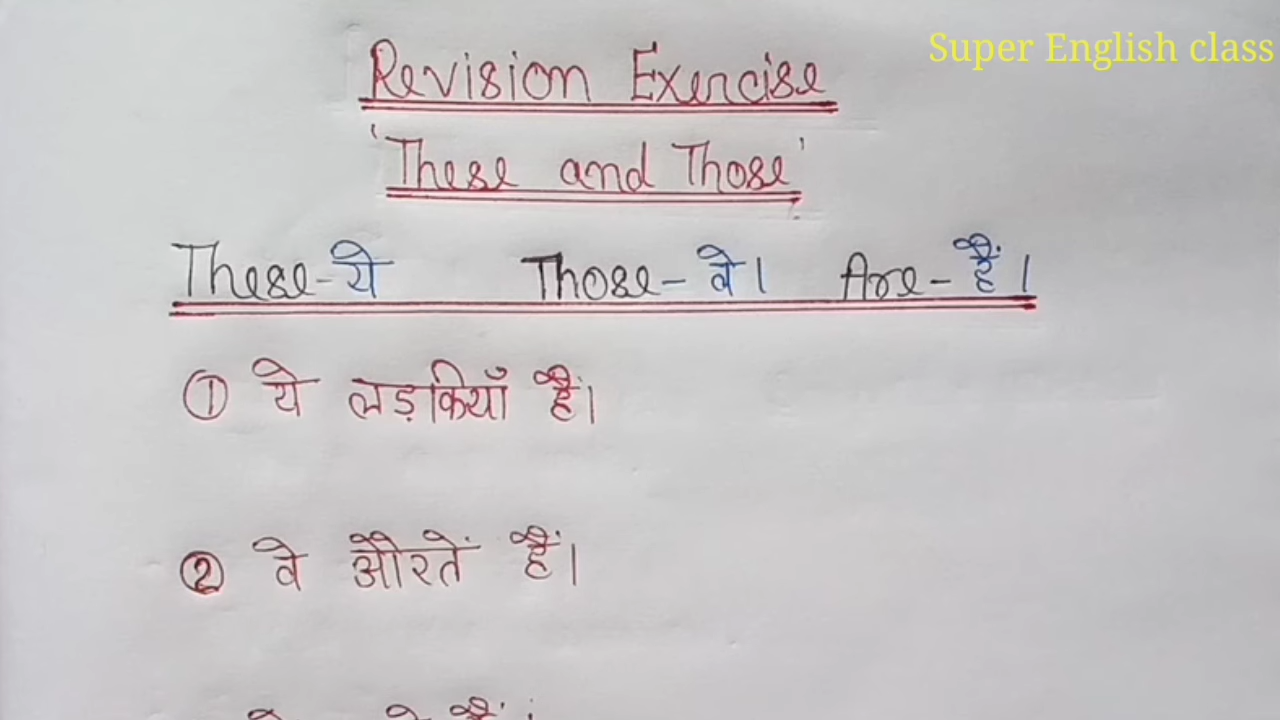 Super English class
Revision Exercise
'These and Those'
These-ये Those-वे। Are-हैं।
① ये लड़कियाँ हैं।
② वे औरतें हैं।